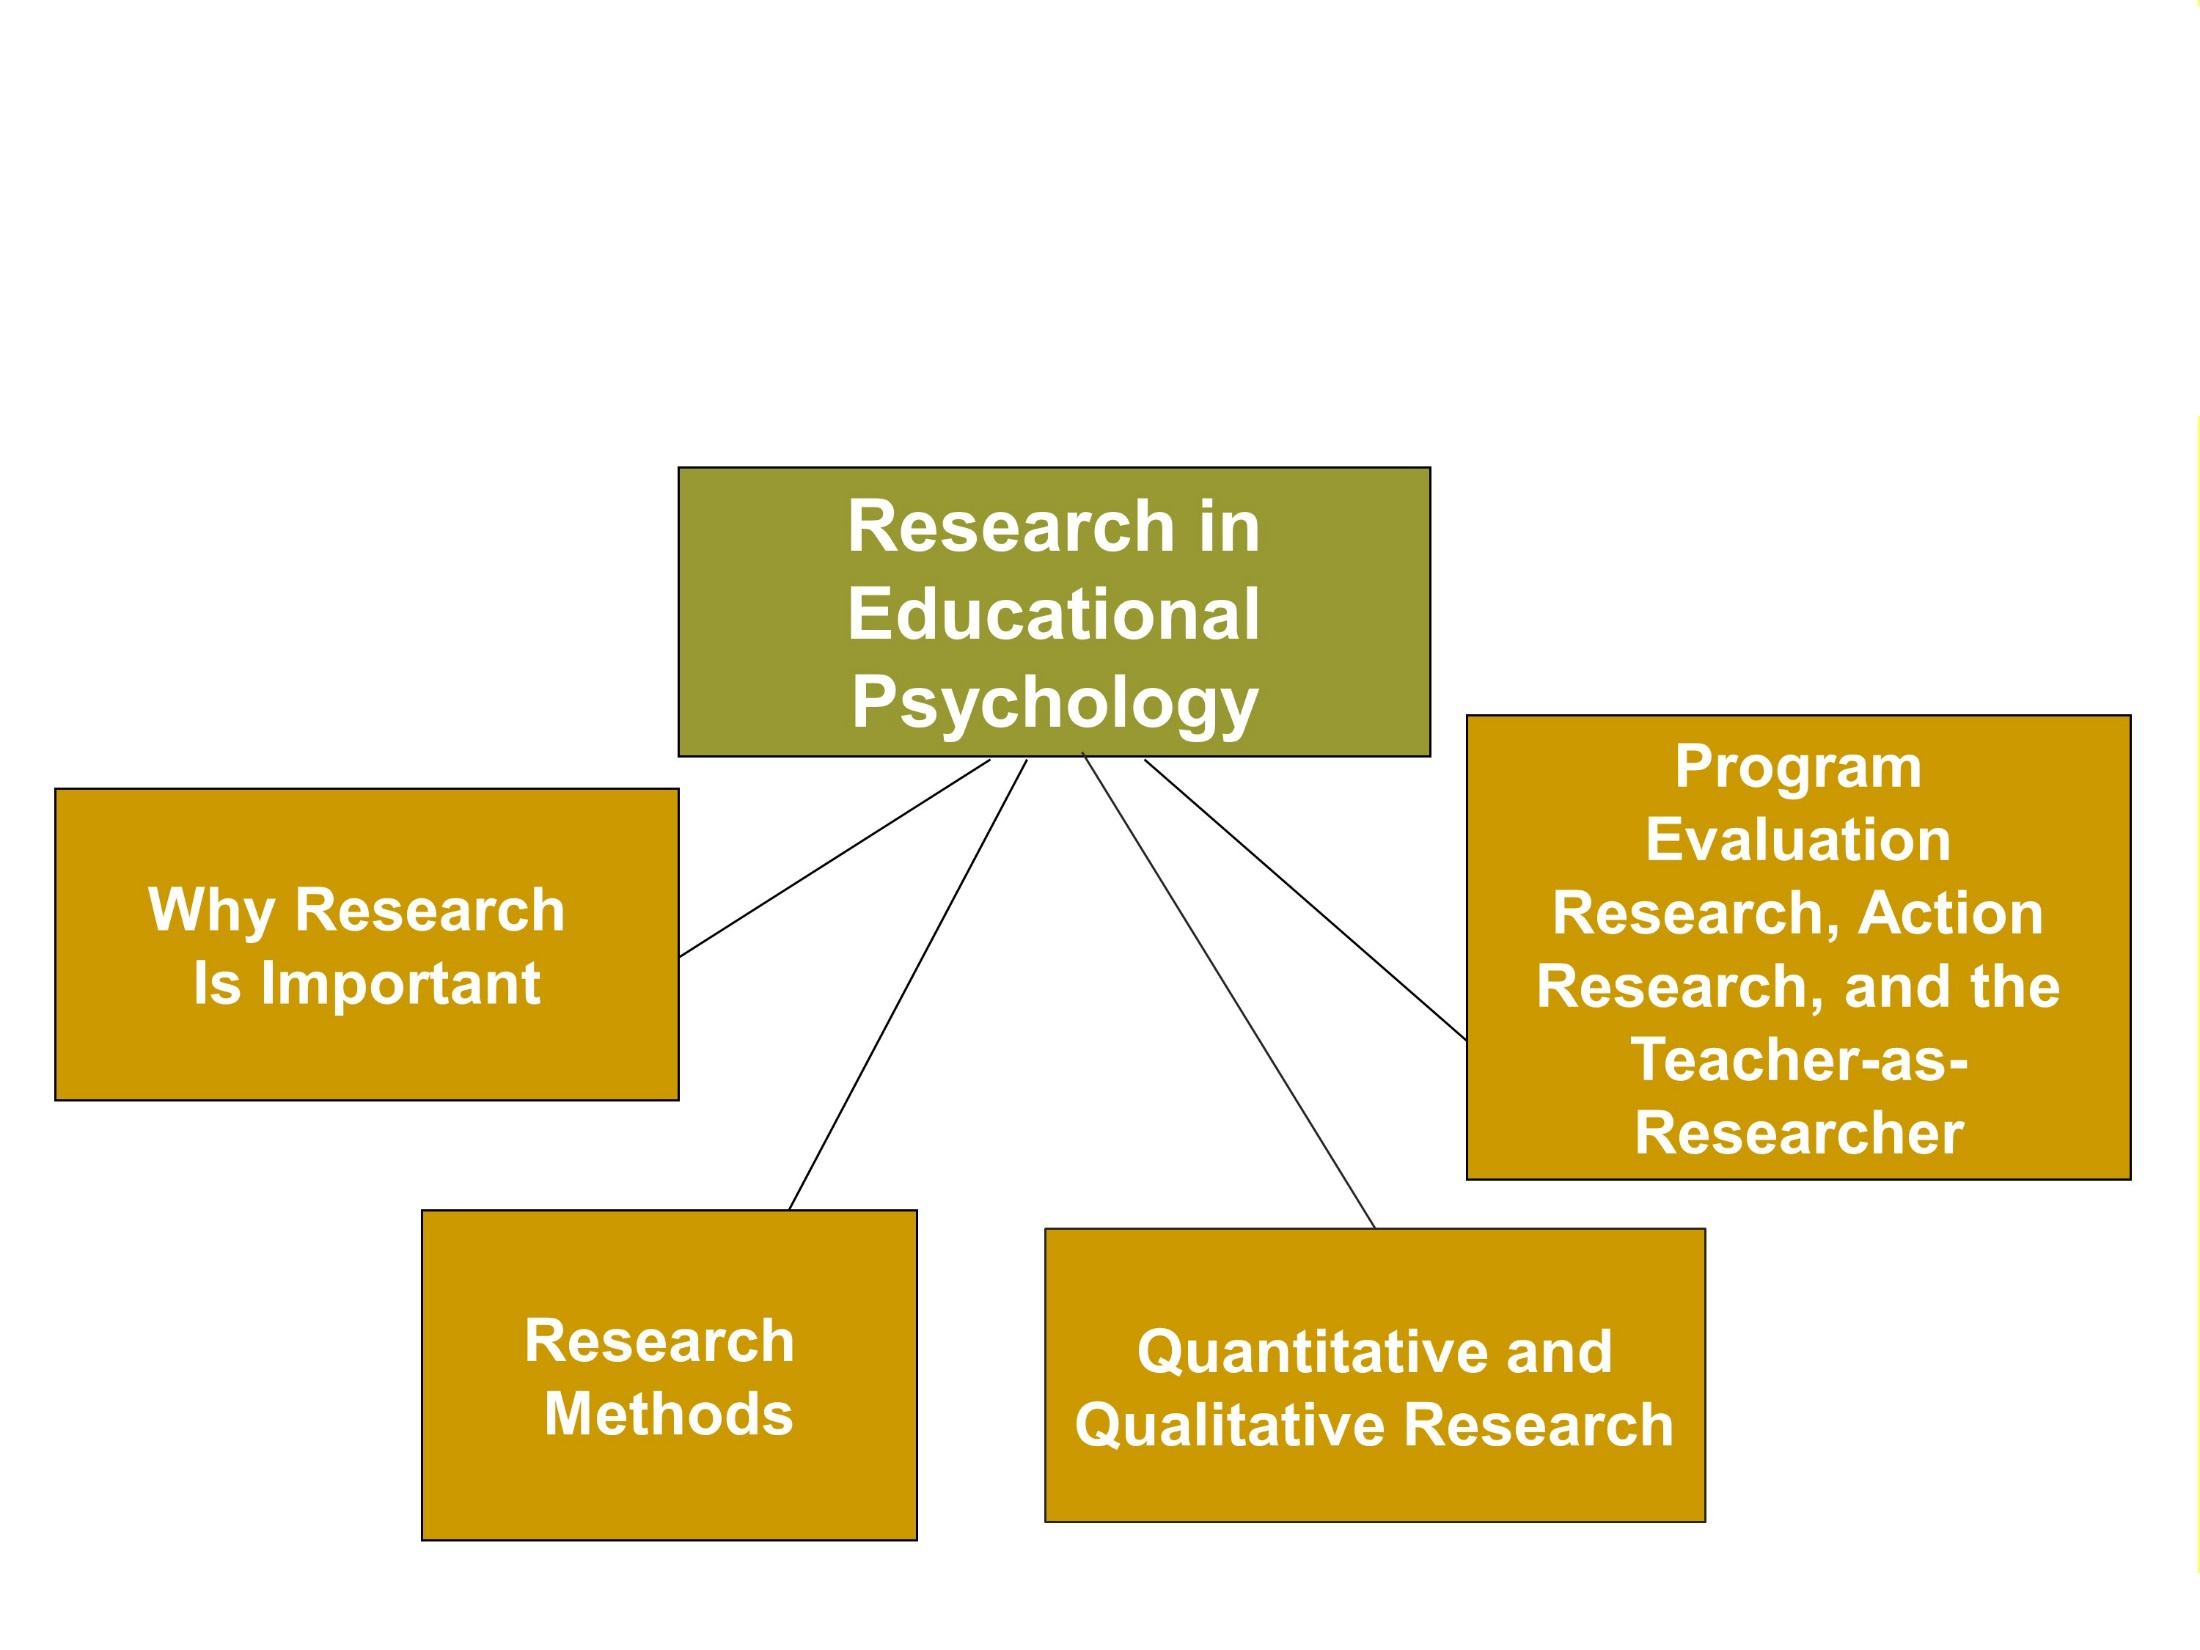 Research in
Educational
Psychology
Why Research
Is Important
Research
Methods
Quantitative and
Qualitative Research
Program
Evaluation
Research, Action
Research, and the
Teacher-as-
Researcher